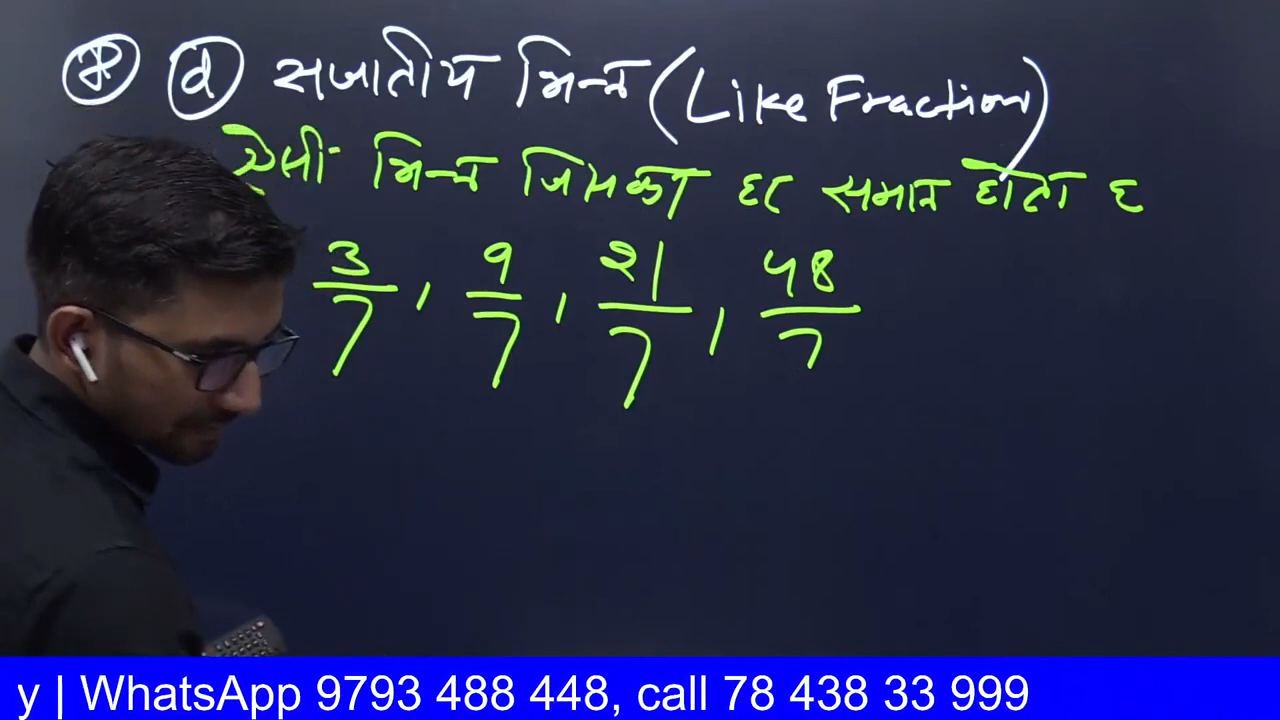 * d सजातीय भिन्न (Like Fraction)
ऐसी भिन्न जिसका हर समान होता ह
3/7 , 9/7 , 21/7 , 48/7
y | WhatsApp 9793 488 448, call 78 438 33 999